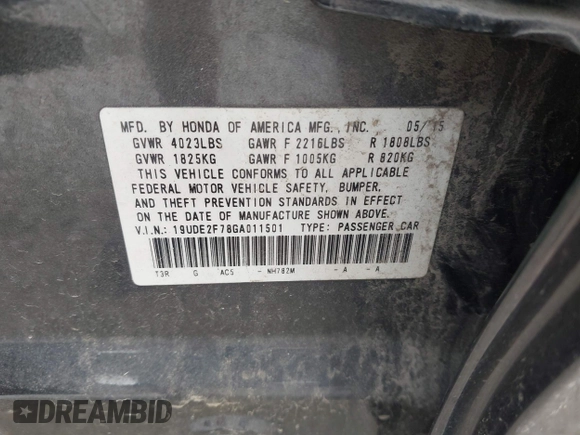 MFD. BY HONDA OF AMERICA MFG., INC. 05/15
GVWR 4023LBS GAWR F 2216LBS R 1808LBS
GVWR 1825KG GAWR F 1005KG R 820KG
THIS VEHICLE CONFORMS TO ALL APPLICABLE
FEDERAL MOTOR VEHICLE SAFETY, BUMPER,
AND THEFT PREVENTION STANDARDS IN EFFECT
ON THE DATE OF MANUFACTURE SHOWN ABOVE.
V.I.N.: 19UDE2F78GA011501 TYPE: PASSENGER CAR
T3R G AC5 - NH782M - A - A
DREAMBID